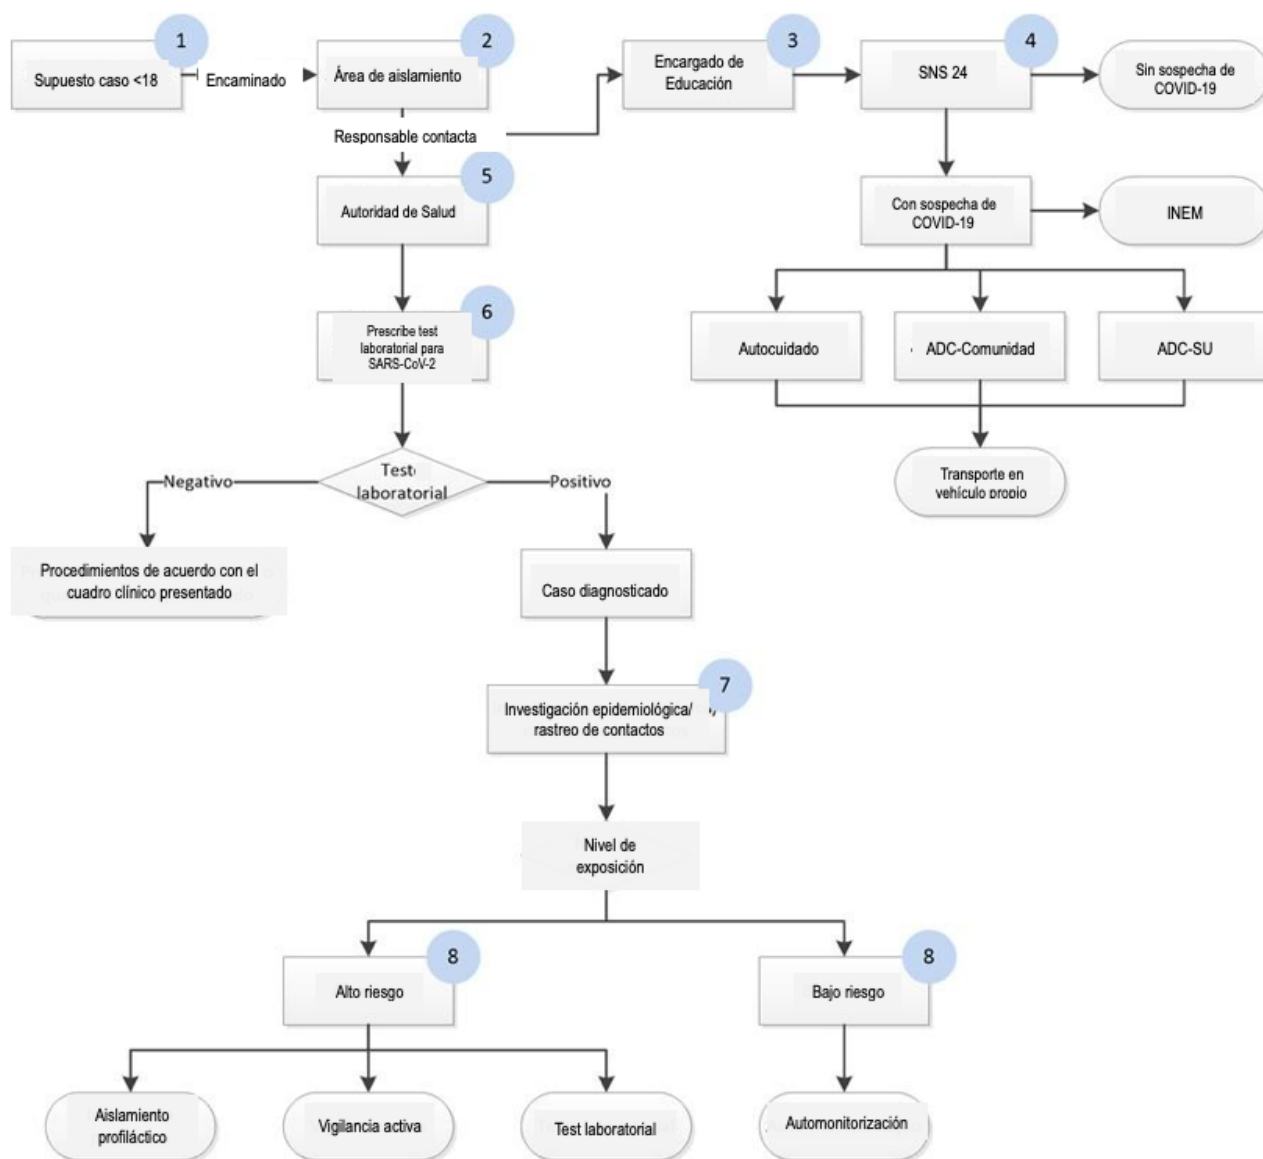 1
2
3
4
Supuesto caso <18
Encaminado
Área de aislamiento
Encargado de
Educación
SNS 24
Sin sospecha de
COVID-19
Responsable contacta
5
Autoridad de Salud
Con sospecha de
COVID-19
INEM
6
Prescribe test
laboratorial para
SARS-CoV-2
Autocuidado
ADC-Comunidad
ADC-SU
Negativo
Test
laboratorial
Positivo
Transporte en
vehículo propio
Procedimientos de acuerdo con el
cuadro clínico presentado
Caso diagnosticado
7
Investigación epidemiológica/
rastreo de contactos
Nivel de
exposición
8
8
Alto riesgo
Bajo riesgo
Aislamiento
profiláctico
Vigilancia activa
Test laboratorial
Automonitorización